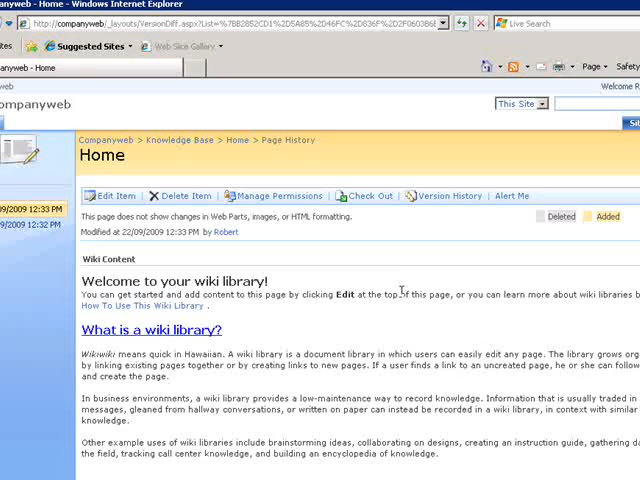 anyweb - Home - Windows Internet Explorer
http://companyweb/_layouts/VersionDiff.aspx?List=
Live Search
Suggested Sites
Web Slice Gallery
anyweb - Home
Page
Safety
web
Welcome R
ompanyweb
This Site
Sit
Companyweb > Knowledge Base > Home > Page History
Home
Edit Item
Delete Item
Manage Permissions
Check Out
Version History
Alert Me
09/2009 12:33 PM
09/2009 12:32 PM
This page does not show changes in Web Parts, images, or HTML formatting.
Deleted
Added
Modified at 22/09/2009 12:33 PM by Robert
Wiki Content
Welcome to your wiki library!
You can get started and add content to this page by clicking Edit at the top of this page, or you can learn more about wiki libraries b
How To Use This Wiki Library .
What is a wiki library?
Wikiwiki means quick in Hawaiian. A wiki library is a document library in which users can easily edit any page. The library grows org
by linking existing pages together or by creating links to new pages. If a user finds a link to an uncreated page, he or she can follow
and create the page.
In business environments, a wiki library provides a low-maintenance way to record knowledge. Information that is usually traded in
messages, gleaned from hallway conversations, or written on paper can instead be recorded in a wiki library, in context with similar
knowledge.
Other example uses of wiki libraries include brainstorming ideas, collaborating on designs, creating an instruction guide, gathering da
the field, tracking call center knowledge, and building an encyclopedia of knowledge.